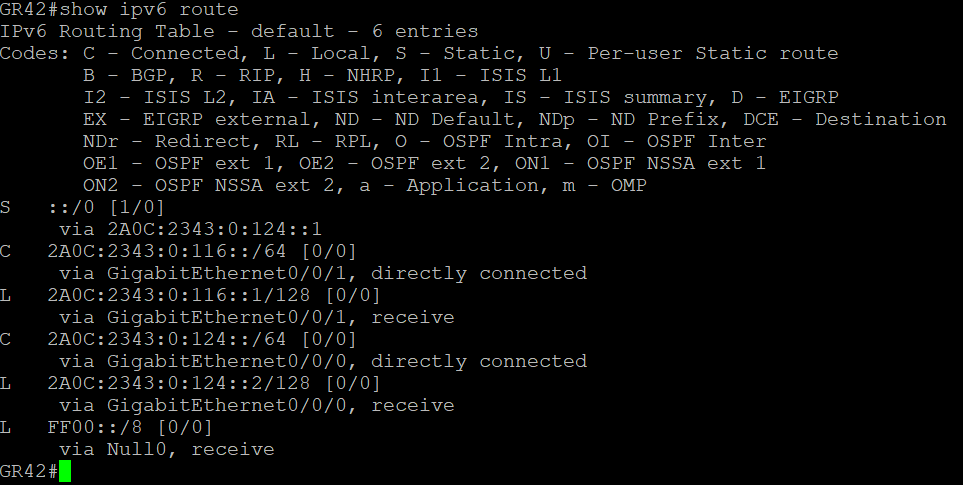 GR42#show ipv6 route
IPv6 Routing Table - default - 6 entries
Codes: C - Connected, L - Local, S - Static, U - Per-user Static route
       B - BGP, R - RIP, H - NHRP, I1 - ISIS L1
       I2 - ISIS L2, IA - ISIS interarea, IS - ISIS summary, D - EIGRP
       EX - EIGRP external, ND - ND Default, NDp - ND Prefix, DCE - Destination
       NDr - Redirect, RL - RPL, O - OSPF Intra, OI - OSPF Inter
       OE1 - OSPF ext 1, OE2 - OSPF ext 2, ON1 - OSPF NSSA ext 1
       ON2 - OSPF NSSA ext 2, a - Application, m - OMP
S   ::/0 [1/0]
     via 2A0C:2343:0:124::1
C   2A0C:2343:0:116::/64 [0/0]
     via GigabitEthernet0/0/1, directly connected
L   2A0C:2343:0:116::1/128 [0/0]
     via GigabitEthernet0/0/1, receive
C   2A0C:2343:0:124::/64 [0/0]
     via GigabitEthernet0/0/0, directly connected
L   2A0C:2343:0:124::2/128 [0/0]
     via GigabitEthernet0/0/0, receive
L   FF00::/8 [0/0]
     via Null0, receive
GR42#